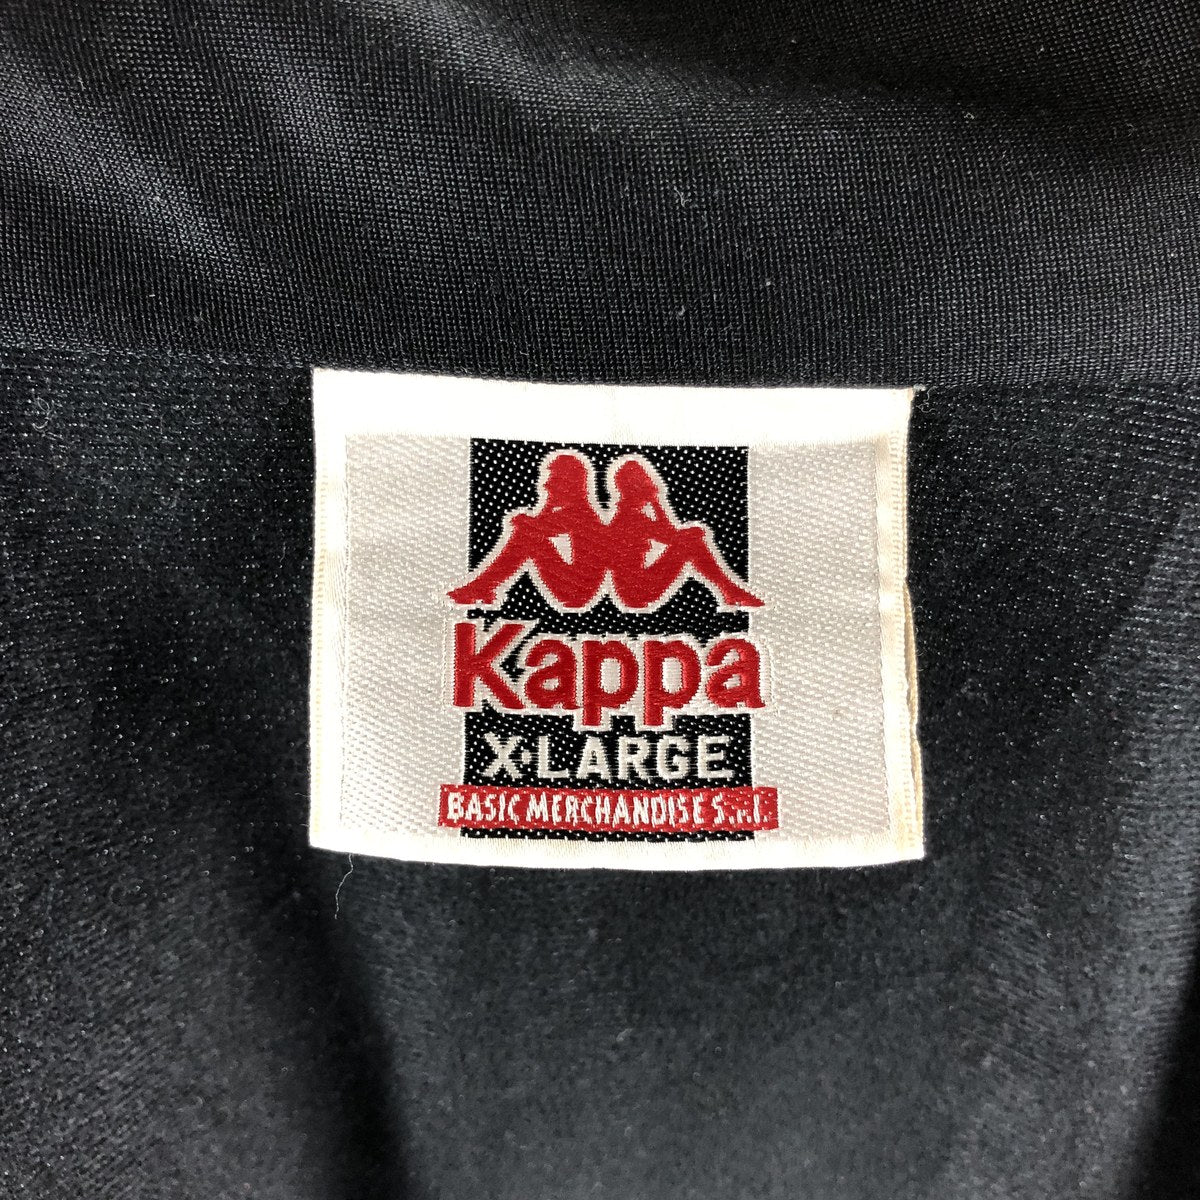 Kappa
X·LARGE
BASIC MERCHANDISE S.r.l.